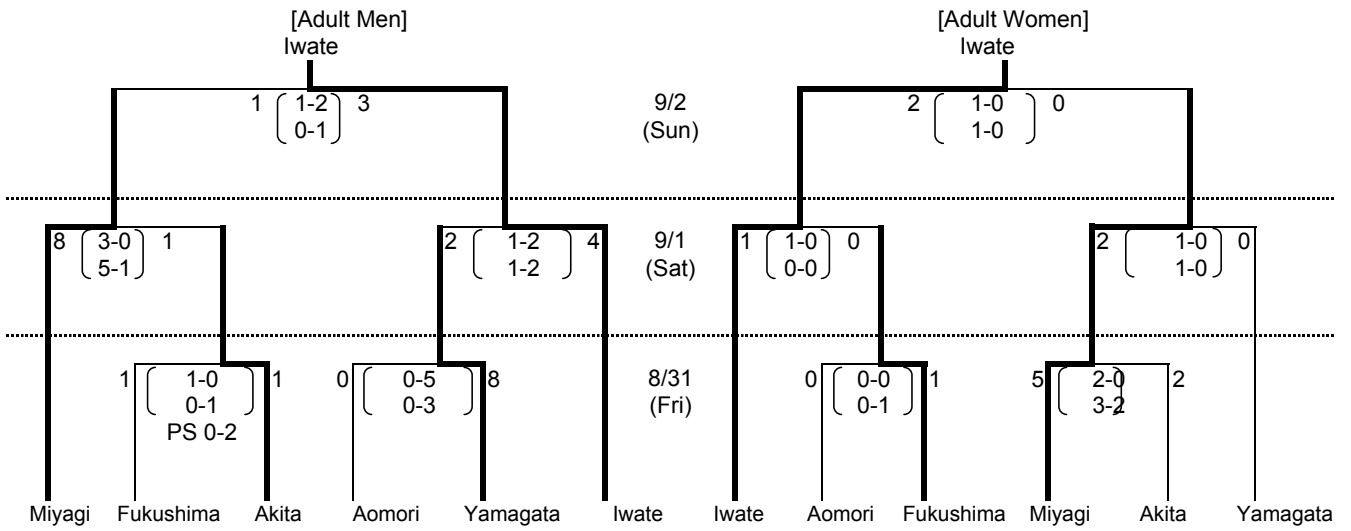 [Adult Men] [Adult Women]
Iwate Iwate
1 1-2 3 9/2 2 1-0 0
0-1 (Sun) 1-0
8 3-0 1 2 1-2 4 9/1 1 1-0 0 2 1-0 0
5-1 1-2 (Sat) 0-0 1-0
1 1-0 1 0 0-5 8 8/31 0 0-0 1 5 2-0 2
0-1 0-3 (Fri) 0-1 3-2
PS 0-2
Miyagi Fukushima Akita Aomori Yamagata Iwate Iwate Aomori Fukushima Miyagi Akita Yamagata